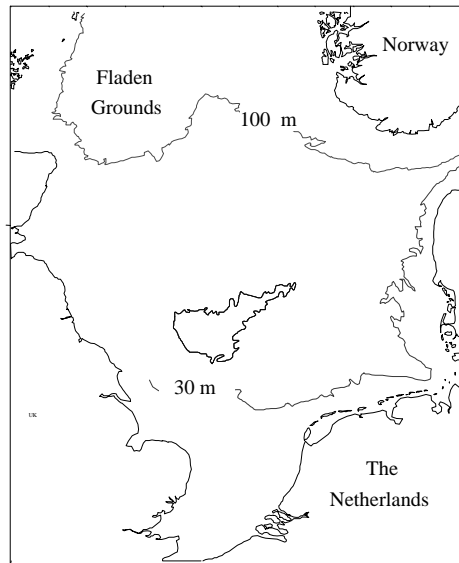 Norway
Fladen
Grounds
100 m
30 m
UK
The
Netherlands